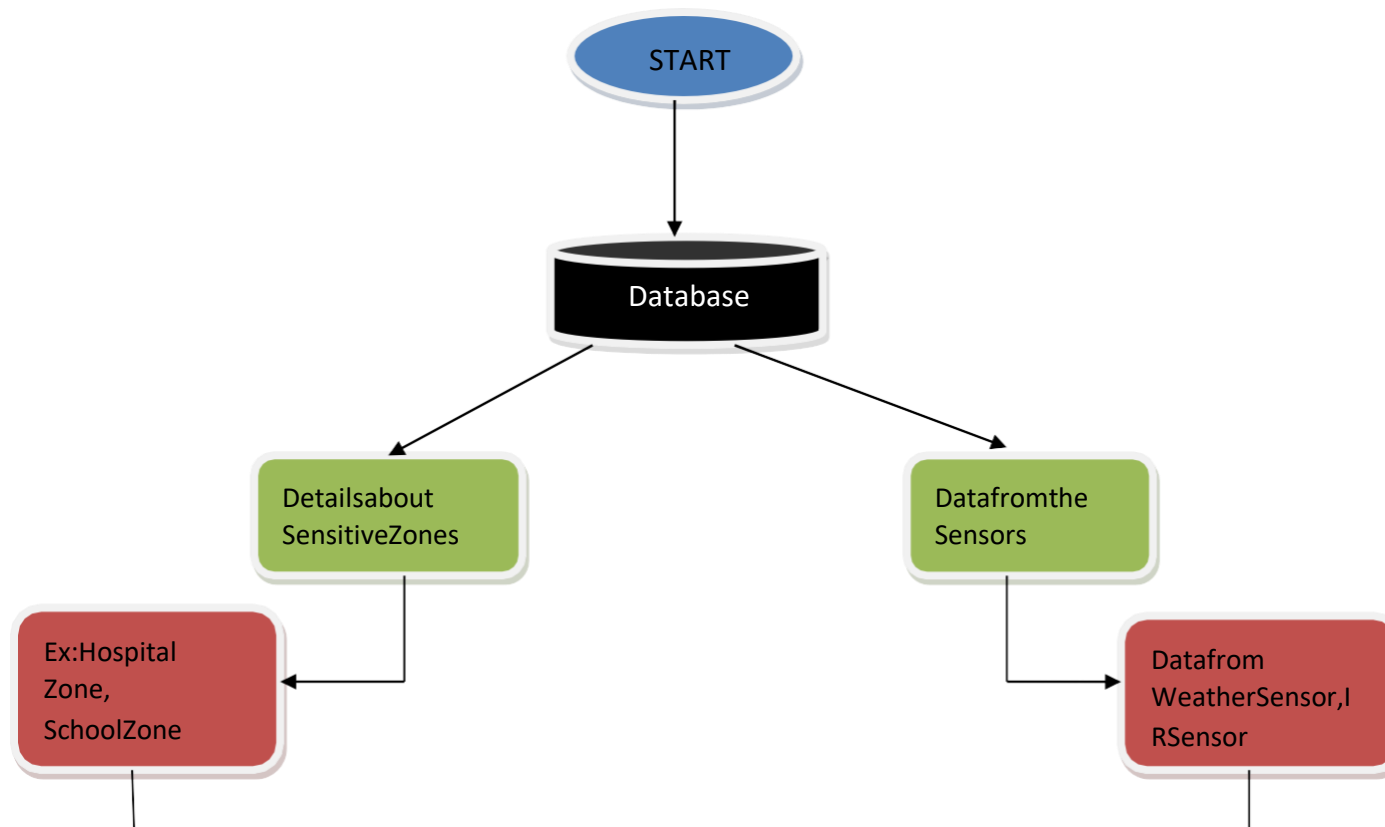 START
Database
Detailsabout
SensitiveZones
Datafromthe
Sensors
Ex:Hospital
Zone,
SchoolZone
Datafrom
WeatherSensor,I
RSensor